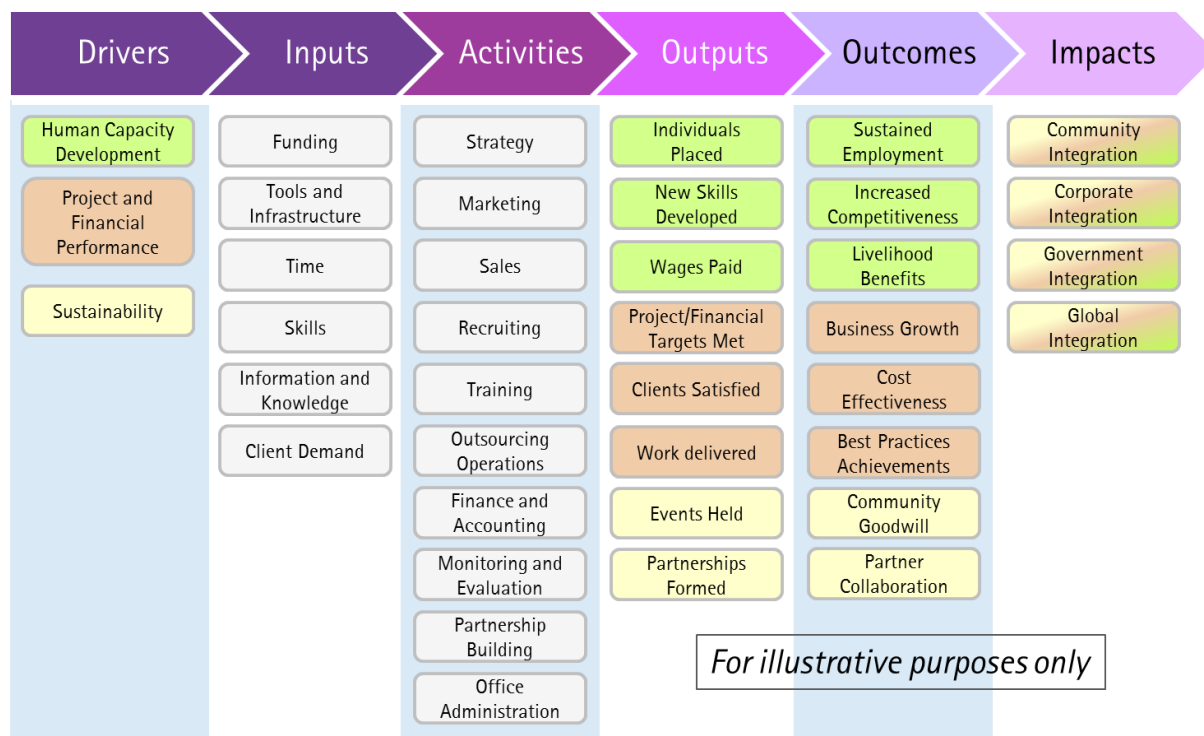 Drivers
Inputs
Activities
Outputs
Outcomes
Impacts
Human Capacity
Development
Project and
Financial
Performance
Sustainability
Funding
Tools and
Infrastructure
Time
Skills
Information and
Knowledge
Client Demand
Strategy
Marketing
Sales
Recruiting
Training
Outsourcing
Operations
Finance and
Accounting
Monitoring and
Evaluation
Partnership
Building
Office
Administration
Individuals
Placed
New Skills
Developed
Wages Paid
Project/Financial
Targets Met
Clients Satisfied
Work delivered
Events Held
Partnerships
Formed
Sustained
Employment
Increased
Competitiveness
Livelihood
Benefits
Business Growth
Cost
Effectiveness
Best Practices
Achievements
Community
Goodwill
Partner
Collaboration
Community
Integration
Corporate
Integration
Government
Integration
Global
Integration
For illustrative purposes only